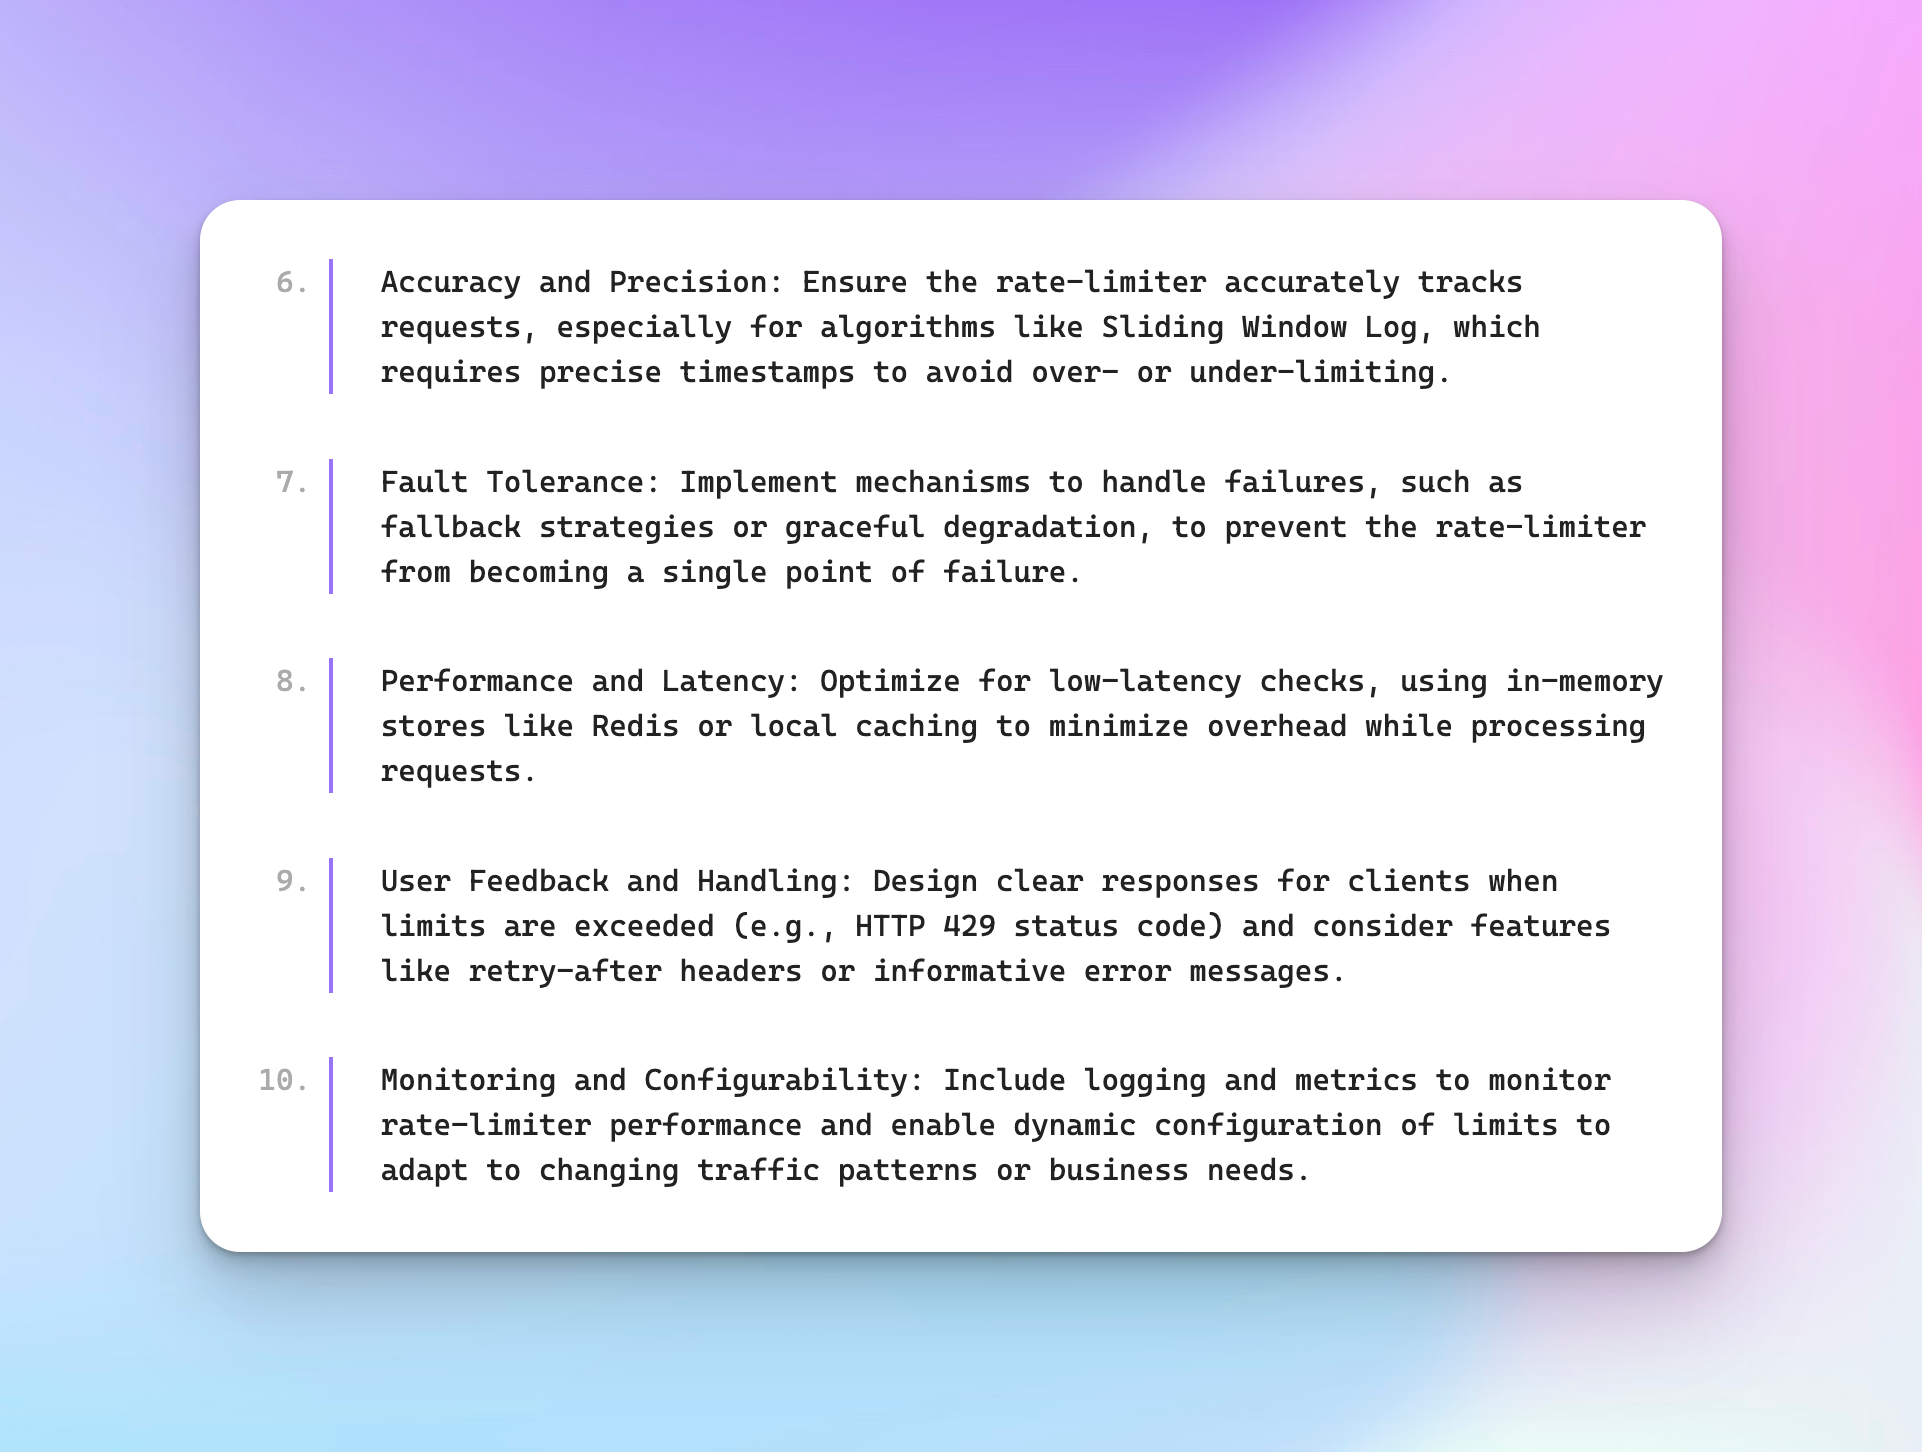 6. Accuracy and Precision: Ensure the rate-limiter accurately tracks
requests, especially for algorithms like Sliding Window Log, which
requires precise timestamps to avoid over- or under-limiting.
7. Fault Tolerance: Implement mechanisms to handle failures, such as
fallback strategies or graceful degradation, to prevent the rate-limiter
from becoming a single point of failure.
8. Performance and Latency: Optimize for low-latency checks, using in-memory
stores like Redis or local caching to minimize overhead while processing
requests.
9. User Feedback and Handling: Design clear responses for clients when
limits are exceeded (e.g., HTTP 429 status code) and consider features
like retry-after headers or informative error messages.
10. Monitoring and Configurability: Include logging and metrics to monitor
rate-limiter performance and enable dynamic configuration of limits to
adapt to changing traffic patterns or business needs.